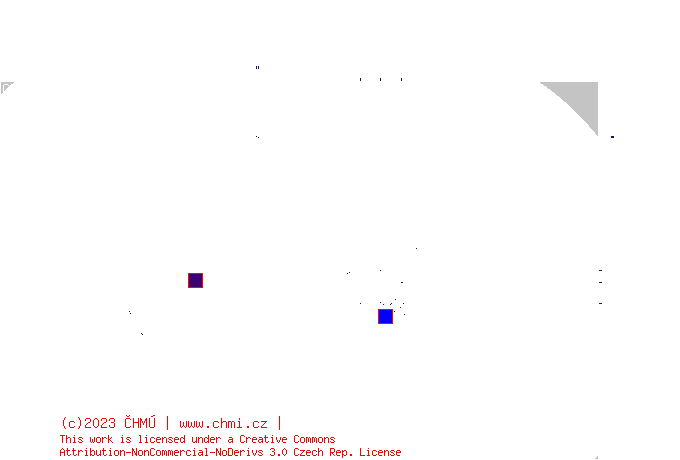 (c)2023 ČHMÚ | www.chmi.cz |
This work is licensed under a Creative Commons
Attribution-NonCommercial-NoDerivs 3.0 Czech Rep. License